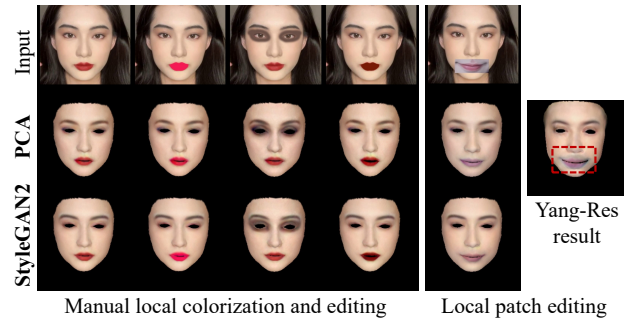 Input
PCA
StyleGAN2
Yang-Res
result
Manual local colorization and editing
Local patch editing